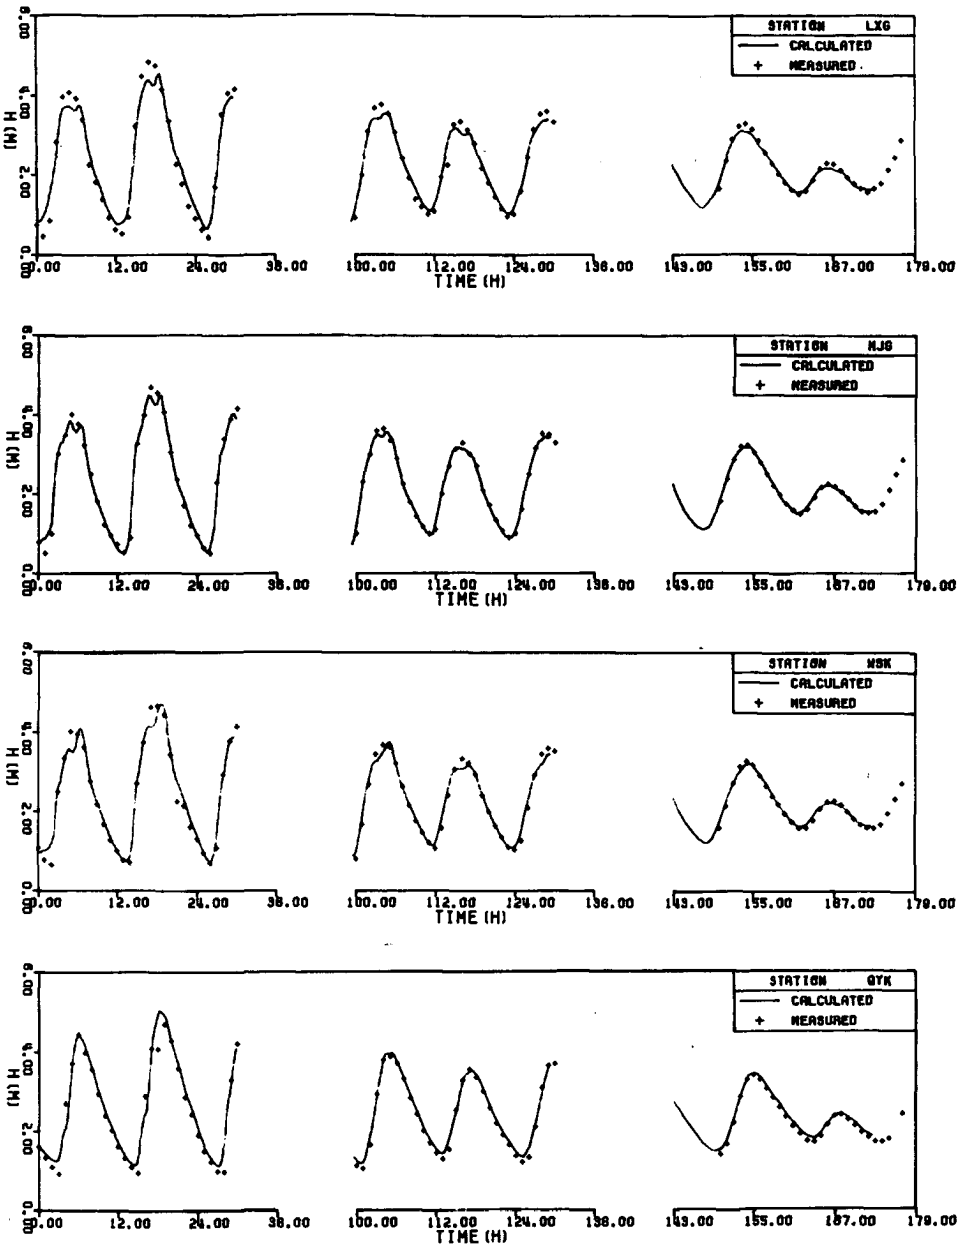 6.00
STATION LXG
CALCULATED
+ MEASURED
4.00
H (M)
2.00
0.00
0.00 12.00 24.00 36.00 100.00 112.00 124.00 136.00 143.00 155.00 167.00 179.00
TIME (H)
6.00
STATION MJG
CALCULATED
+ MEASURED
4.00
H (M)
2.00
0.00
0.00 12.00 24.00 36.00 100.00 112.00 124.00 136.00 143.00 155.00 167.00 179.00
TIME (H)
6.00
STATION WSK
CALCULATED
+ MEASURED
4.00
H (M)
2.00
0.00
0.00 12.00 24.00 36.00 100.00 112.00 124.00 136.00 143.00 155.00 167.00 179.00
TIME (H)
6.00
STATION QYK
CALCULATED
+ MEASURED
4.00
H (M)
2.00
0.00
0.00 12.00 24.00 36.00 100.00 112.00 124.00 136.00 143.00 155.00 167.00 179.00
TIME (H)